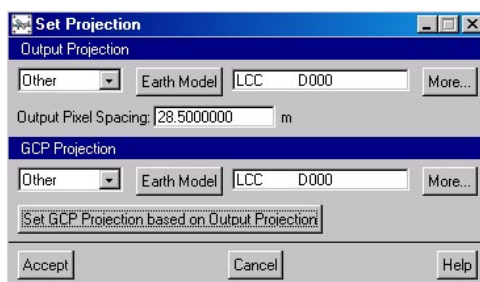 Set Projection
Output Projection
Other Earth Model LCC D000 More...
Output Pixel Spacing: 28.5000000 m
GCP Projection
Other Earth Model LCC D000 More...
Set GCP Projection based on Output Projection
Accept Cancel Help